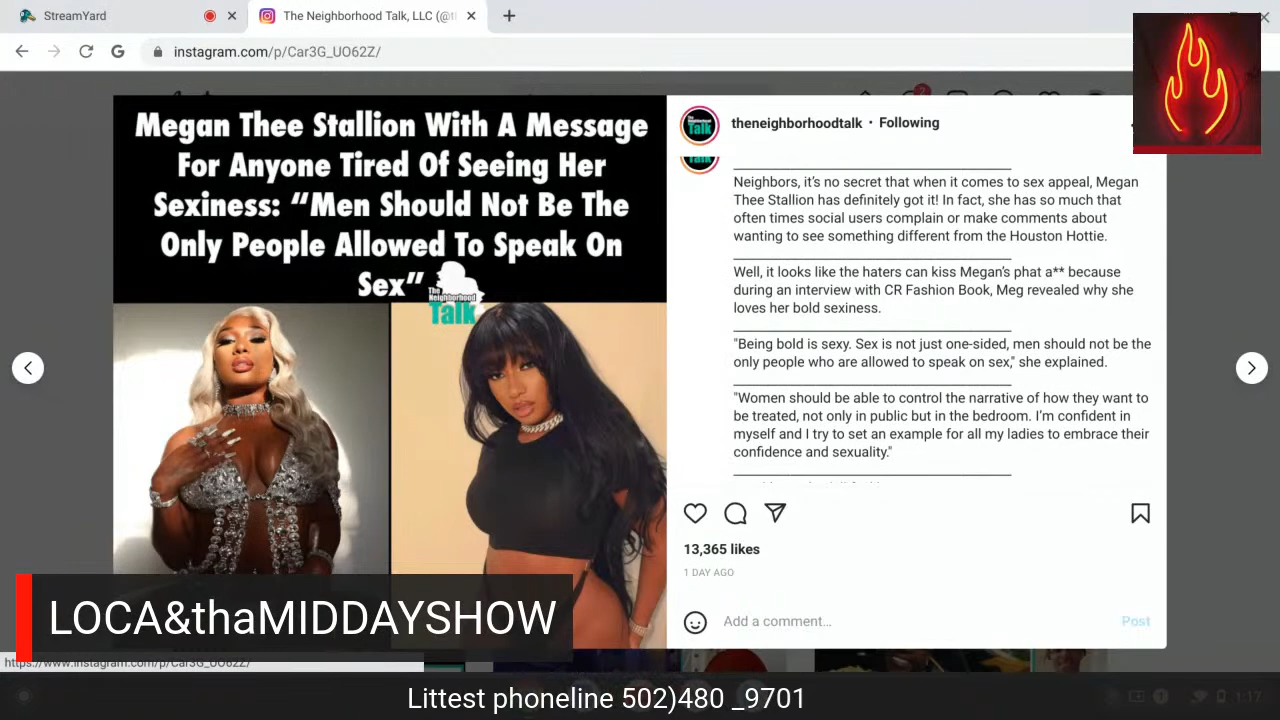 StreamYard
The Neighborhood Talk, LLC (@t
instagram.com/p/Car3G_UO62Z/
Megan Thee Stallion With A Message
For Anyone Tired Of Seeing Her
Sexiness: “Men Should Not Be The
Only People Allowed To Speak On
Sex”
The
Neighborhood
Talk
theneighborhoodtalk • Following
Neighbors, it’s no secret that when it comes to sex appeal, Megan
Thee Stallion has definitely got it! In fact, she has so much that
often times social users complain or make comments about
wanting to see something different from the Houston Hottie.
Well, it looks like the haters can kiss Megan’s phat a** because
during an interview with CR Fashion Book, Meg revealed why she
loves her bold sexiness.
"Being bold is sexy. Sex is not just one-sided, men should not be the
only people who are allowed to speak on sex," she explained.
"Women should be able to control the narrative of how they want to
be treated, not only in public but in the bedroom. I’m confident in
myself and I try to set an example for all my ladies to embrace their
confidence and sexuality."
13,365 likes
1 DAY AGO
Add a comment...
Post
LOCA&thaMIDDAYSHOW
https://www.instagram.com/p/Car3G_UO62Z/
Littest phoneline 502)480 _9701
1:17